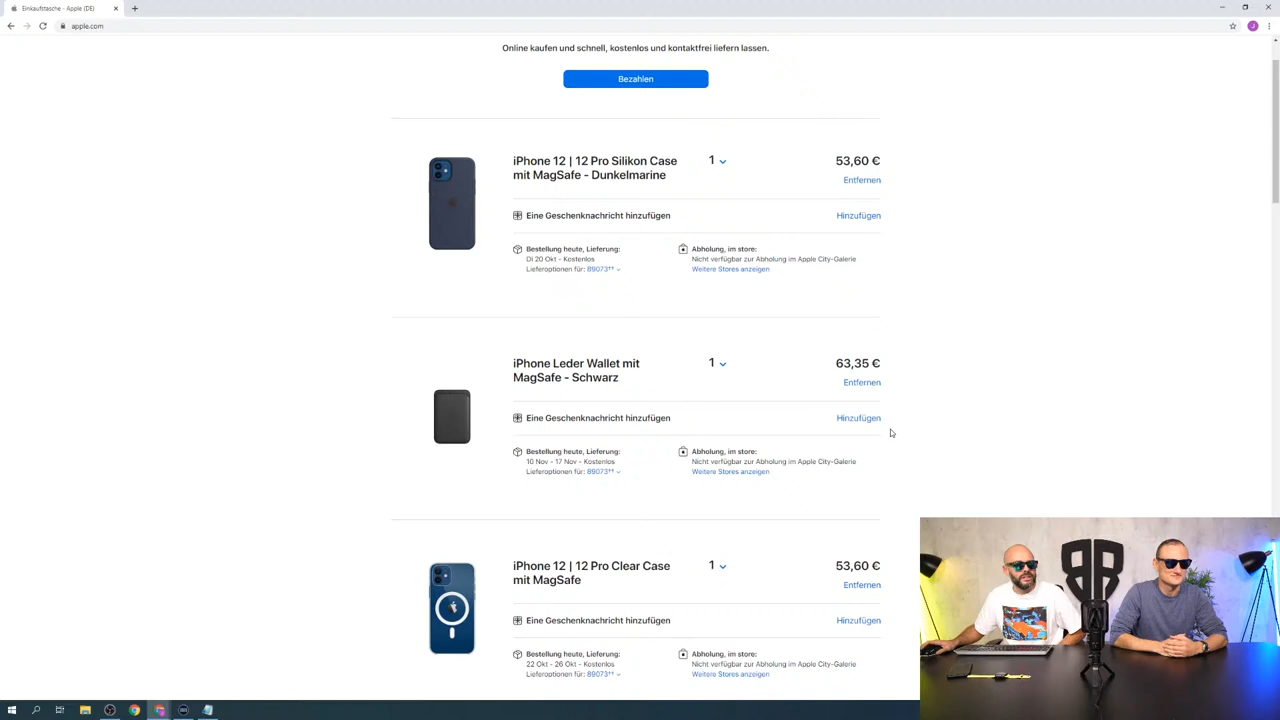 Einkaufstasche - Apple (DE)
apple.com
Online kaufen und schnell, kostenlos und kontaktfrei liefern lassen.
Bezahlen
iPhone 12 | 12 Pro Silikon Case
mit MagSafe - Dunkelmarine
1
53,60 €
Entfernen
Eine Geschenknachricht hinzufügen
Hinzufügen
Bestellung heute, Lieferung:
Di 20 Okt - Kostenlos
Lieferoptionen für: 89073††
Abholung, im store:
Nicht verfügbar zur Abholung im Apple City-Galerie
Weitere Stores anzeigen
iPhone Leder Wallet mit
MagSafe - Schwarz
1
63,35 €
Entfernen
Eine Geschenknachricht hinzufügen
Hinzufügen
Bestellung heute, Lieferung:
10 Nov - 17 Nov - Kostenlos
Lieferoptionen für: 89073††
Abholung, im store:
Nicht verfügbar zur Abholung im Apple City-Galerie
Weitere Stores anzeigen
iPhone 12 | 12 Pro Clear Case
mit MagSafe
1
53,60 €
Entfernen
Eine Geschenknachricht hinzufügen
Hinzufügen
Bestellung heute, Lieferung:
22 Okt - 26 Okt - Kostenlos
Lieferoptionen für: 89073††
Abholung, im store:
Nicht verfügbar zur Abholung im Apple City-Galerie
Weitere Stores anzeigen